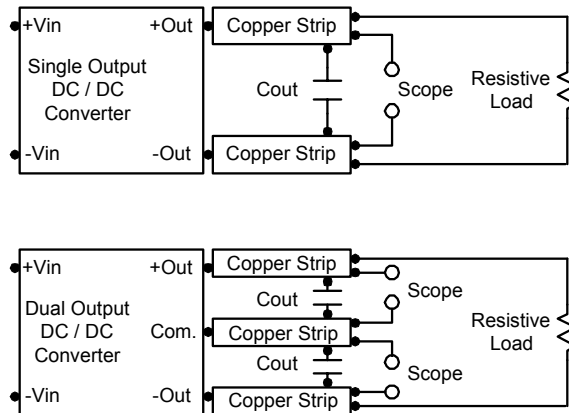 +Vin
+Out
Copper Strip
Single Output
DC / DC
Converter
Cout
Scope
Resistive
Load
-Vin
-Out
Copper Strip
+Vin
+Out
Copper Strip
Cout
Scope
Dual Output
DC / DC
Converter
Com.
Copper Strip
Resistive
Load
Cout
Scope
-Vin
-Out
Copper Strip